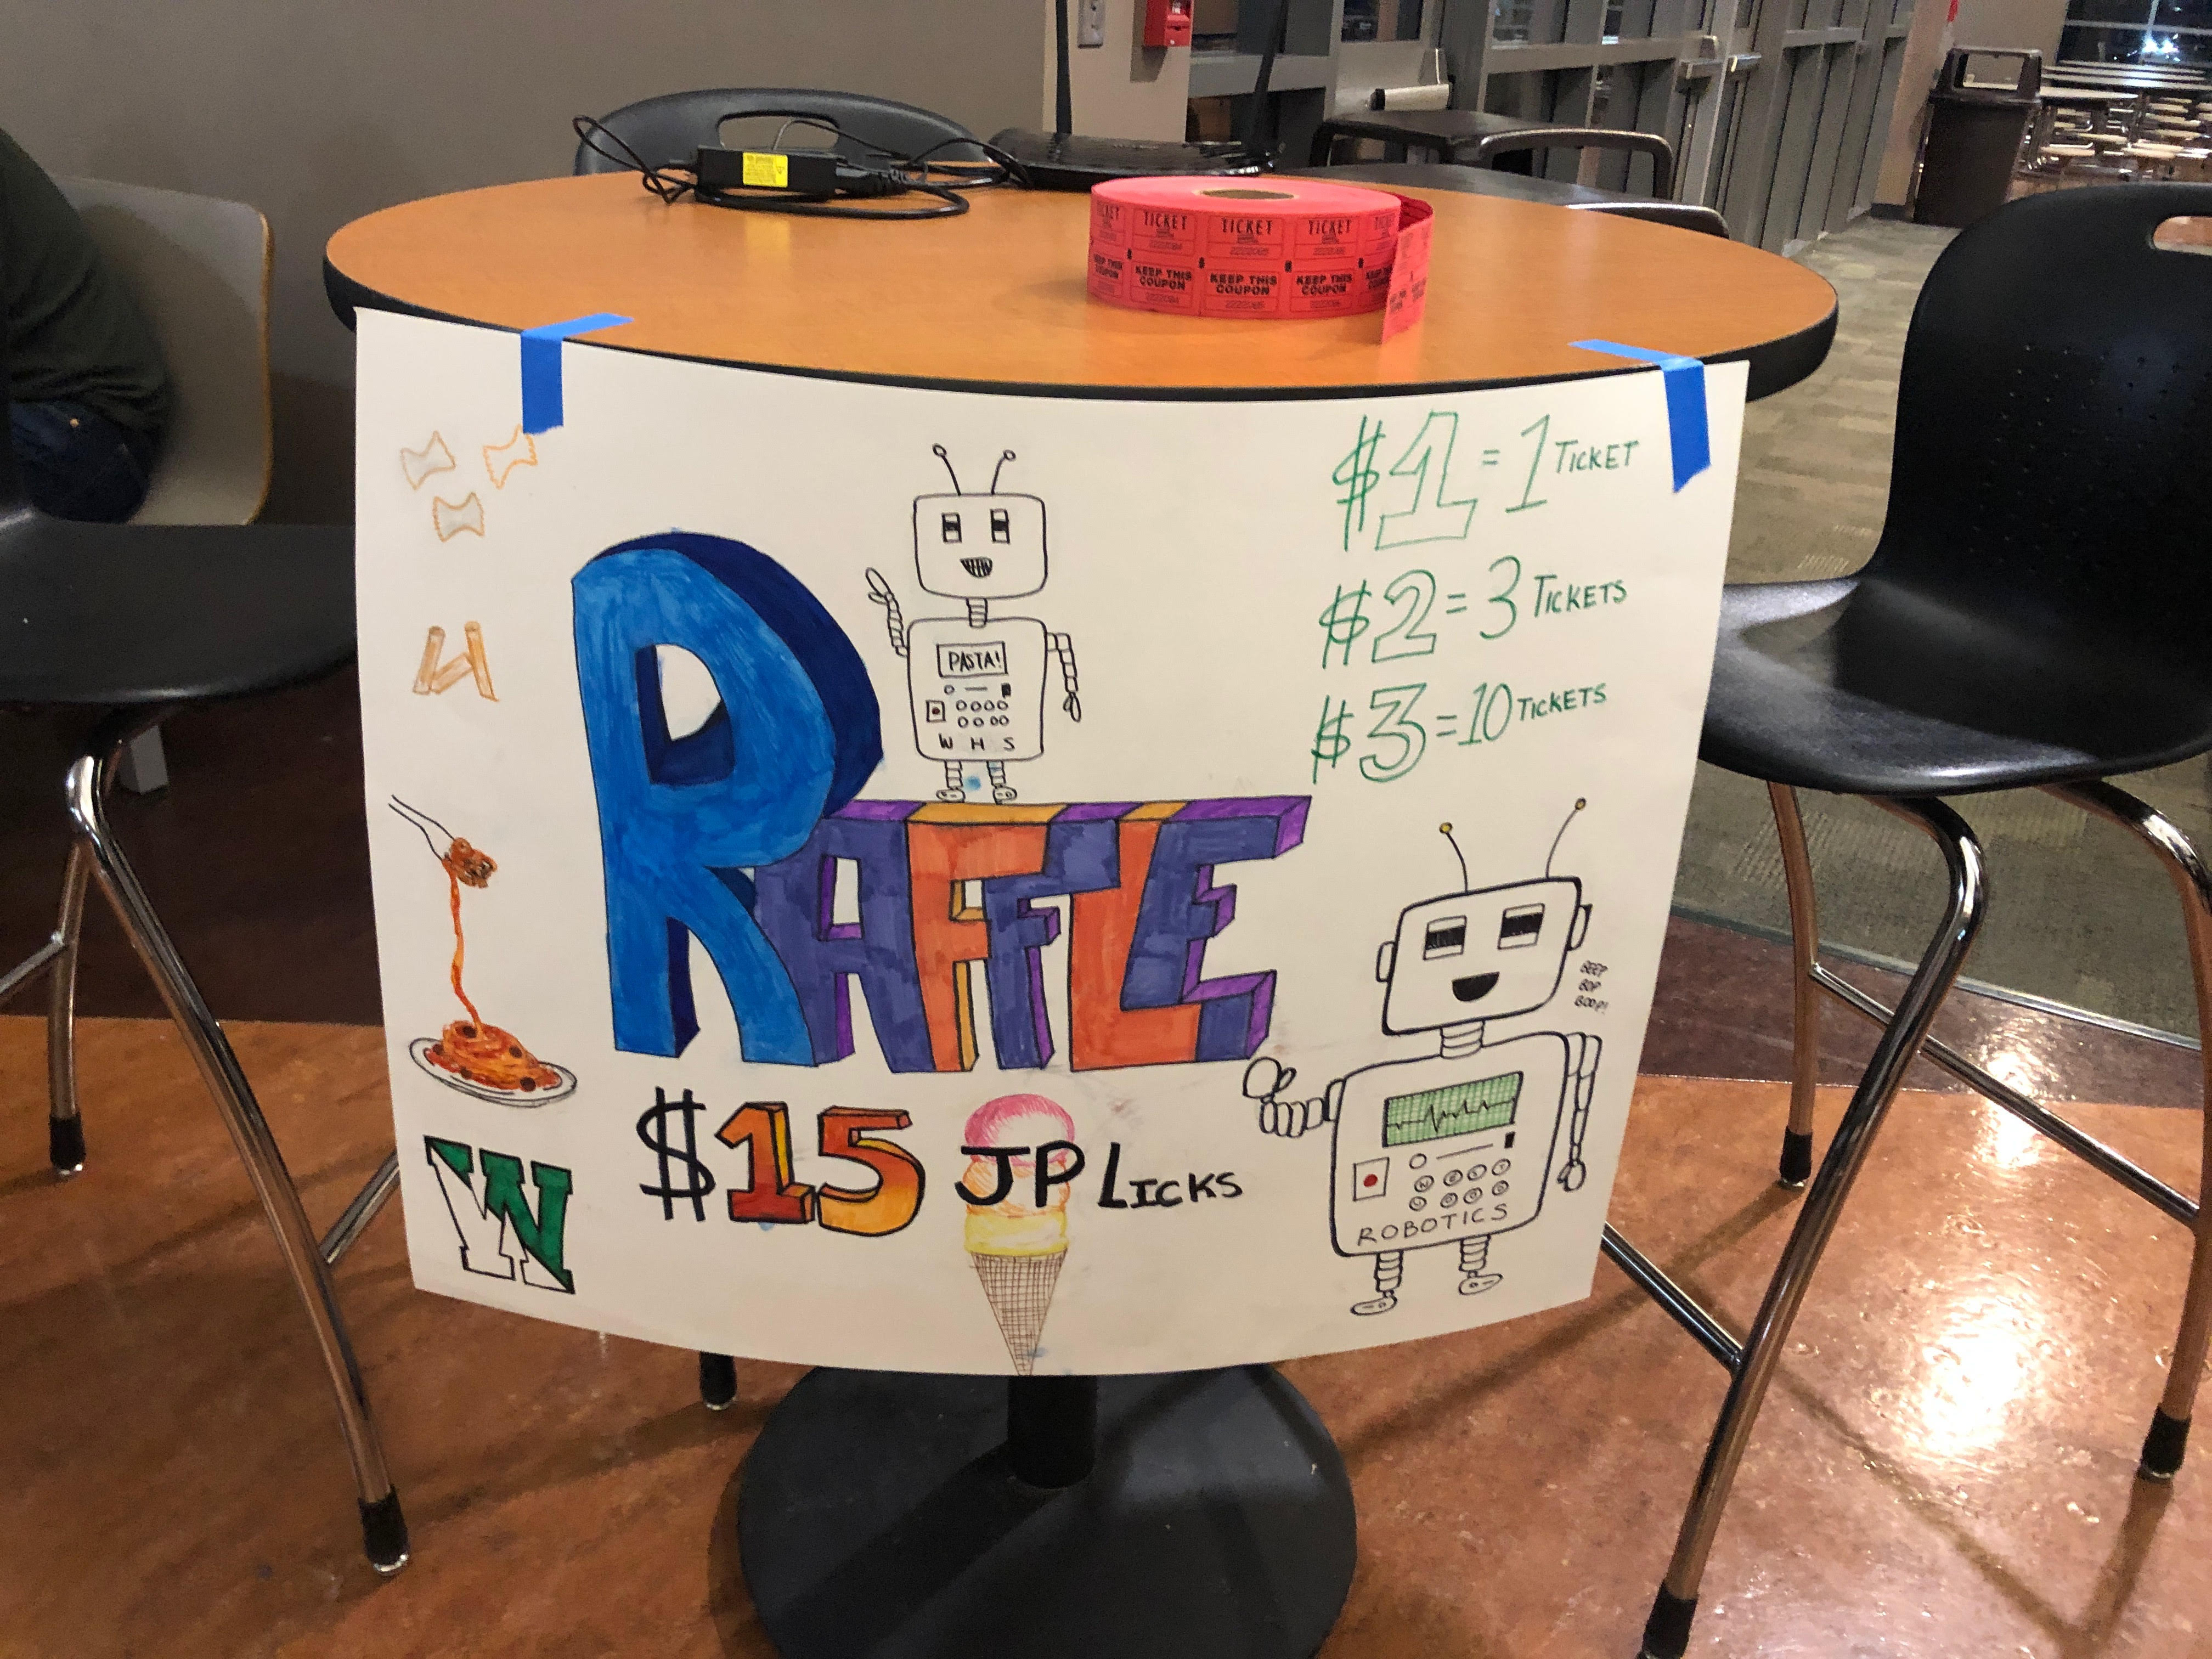 TICKET TICKET TICKET TICKET TICKET
KEEP THIS COUPON KEEP THIS COUPON KEEP THIS COUPON KEEP THIS COUPON
$1 = 1 TICKET
$2 = 3 TICKETS
$3 = 10 TICKETS
PASTA!
W H S
RAFFLE
BEEP
BOP
BOOP!
$15 JP LICKS
ROBOTICS
W